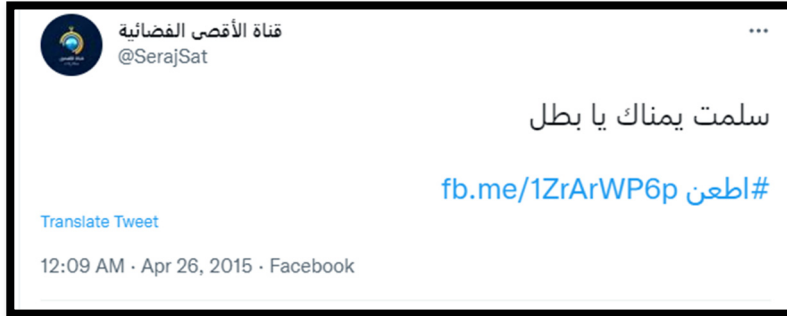 قناة الأقصى الفضائية
@SerajSat
سلمت يمناك يا بطل
#اطعن fb.me/1ZrArWP6p
Translate Tweet
12:09 AM · Apr 26, 2015 · Facebook